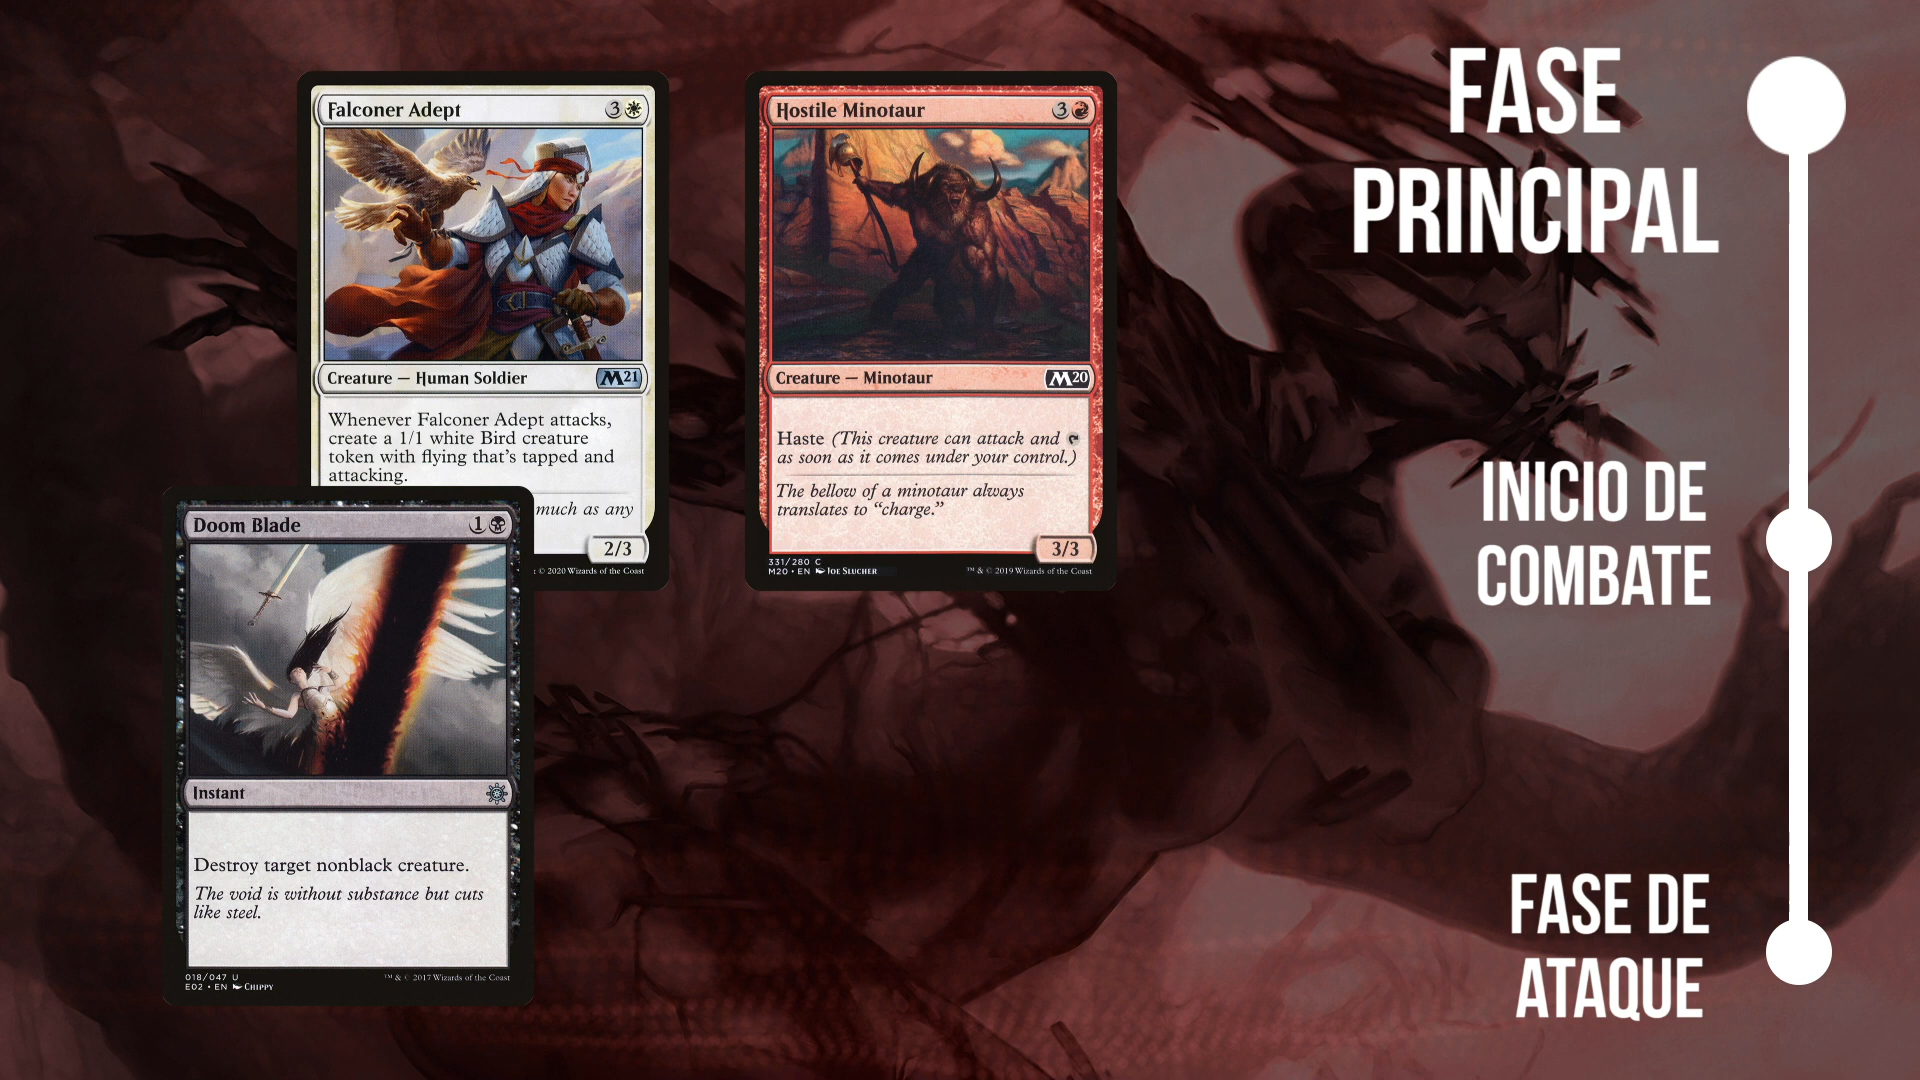 Falconer Adept 3
Creature — Human Soldier M21
Whenever Falconer Adept attacks,
create a 1/1 white Bird creature
token with flying that's tapped and
attacking.
much as any
2/3
© 2020 Wizards of the Coast
Hostile Minotaur 3
Creature — Minotaur M20
Haste (This creature can attack and
as soon as it comes under your control.)
The bellow of a minotaur always
translates to “charge.”
3/3
331/280 C
M20 • EN Joe Slucher ™ & © 2019 Wizards of the Coast
Doom Blade 1
Instant
Destroy target nonblack creature.
The void is without substance but cuts
like steel.
018/047 U
E02 • EN Chippy ™ & © 2017 Wizards of the Coast
FASE
PRINCIPAL
INICIO DE
COMBATE
FASE DE
ATAQUE